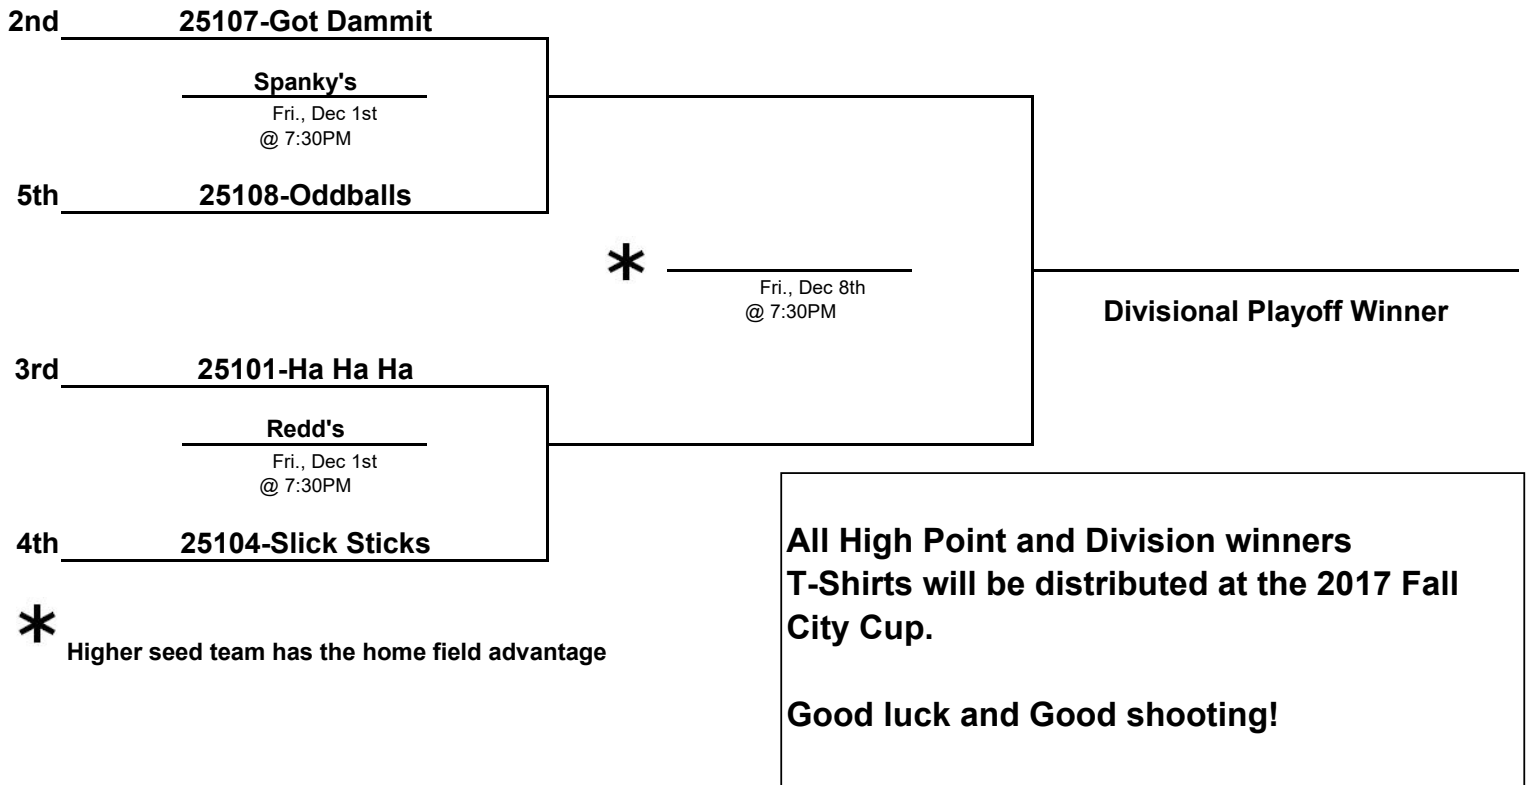 2nd 25107-Got Dammit
Spanky's
Fri., Dec 1st
@ 7:30PM
5th 25108-Oddballs
*
Fri., Dec 8th
@ 7:30PM
Divisional Playoff Winner
3rd 25101-Ha Ha Ha
Redd's
Fri., Dec 1st
@ 7:30PM
4th 25104-Slick Sticks
* Higher seed team has the home field advantage
All High Point and Division winners
T-Shirts will be distributed at the 2017 Fall
City Cup.
Good luck and Good shooting!